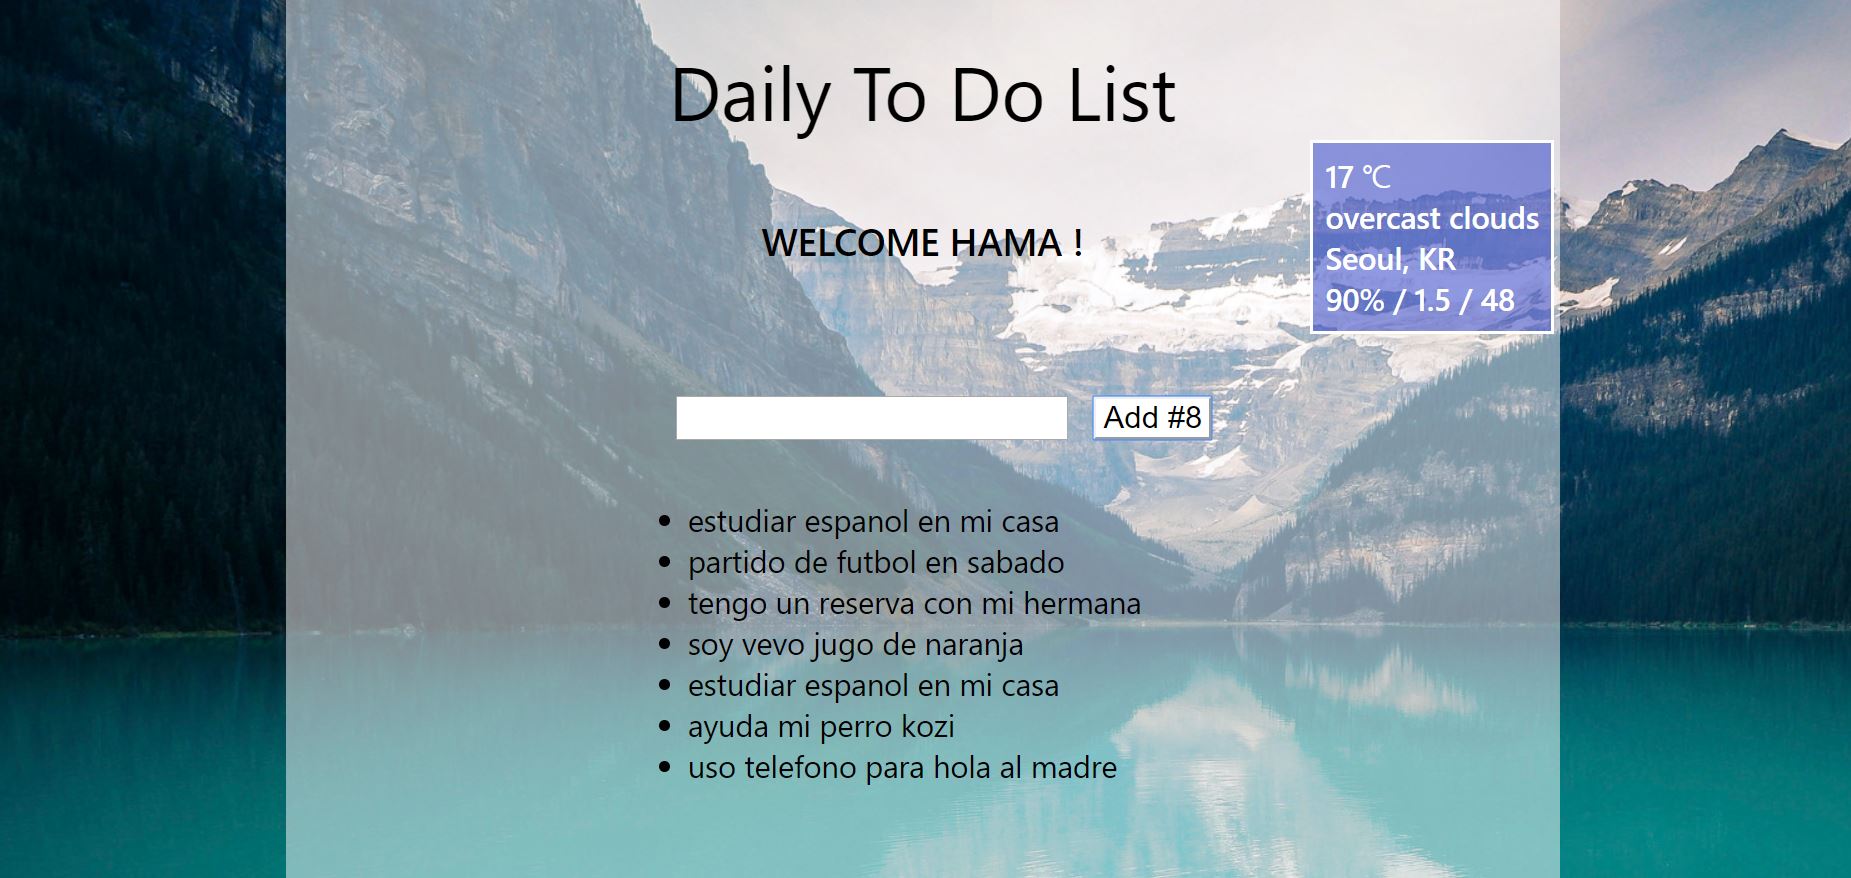 Daily To Do List
WELCOME HAMA !
17 ℃
overcast clouds
Seoul, KR
90% / 1.5 / 48
Add #8
estudiar espanol en mi casa
partido de futbol en sabado
tengo un reserva con mi hermana
soy vevo jugo de naranja
estudiar espanol en mi casa
ayuda mi perro kozi
uso telefono para hola al madre